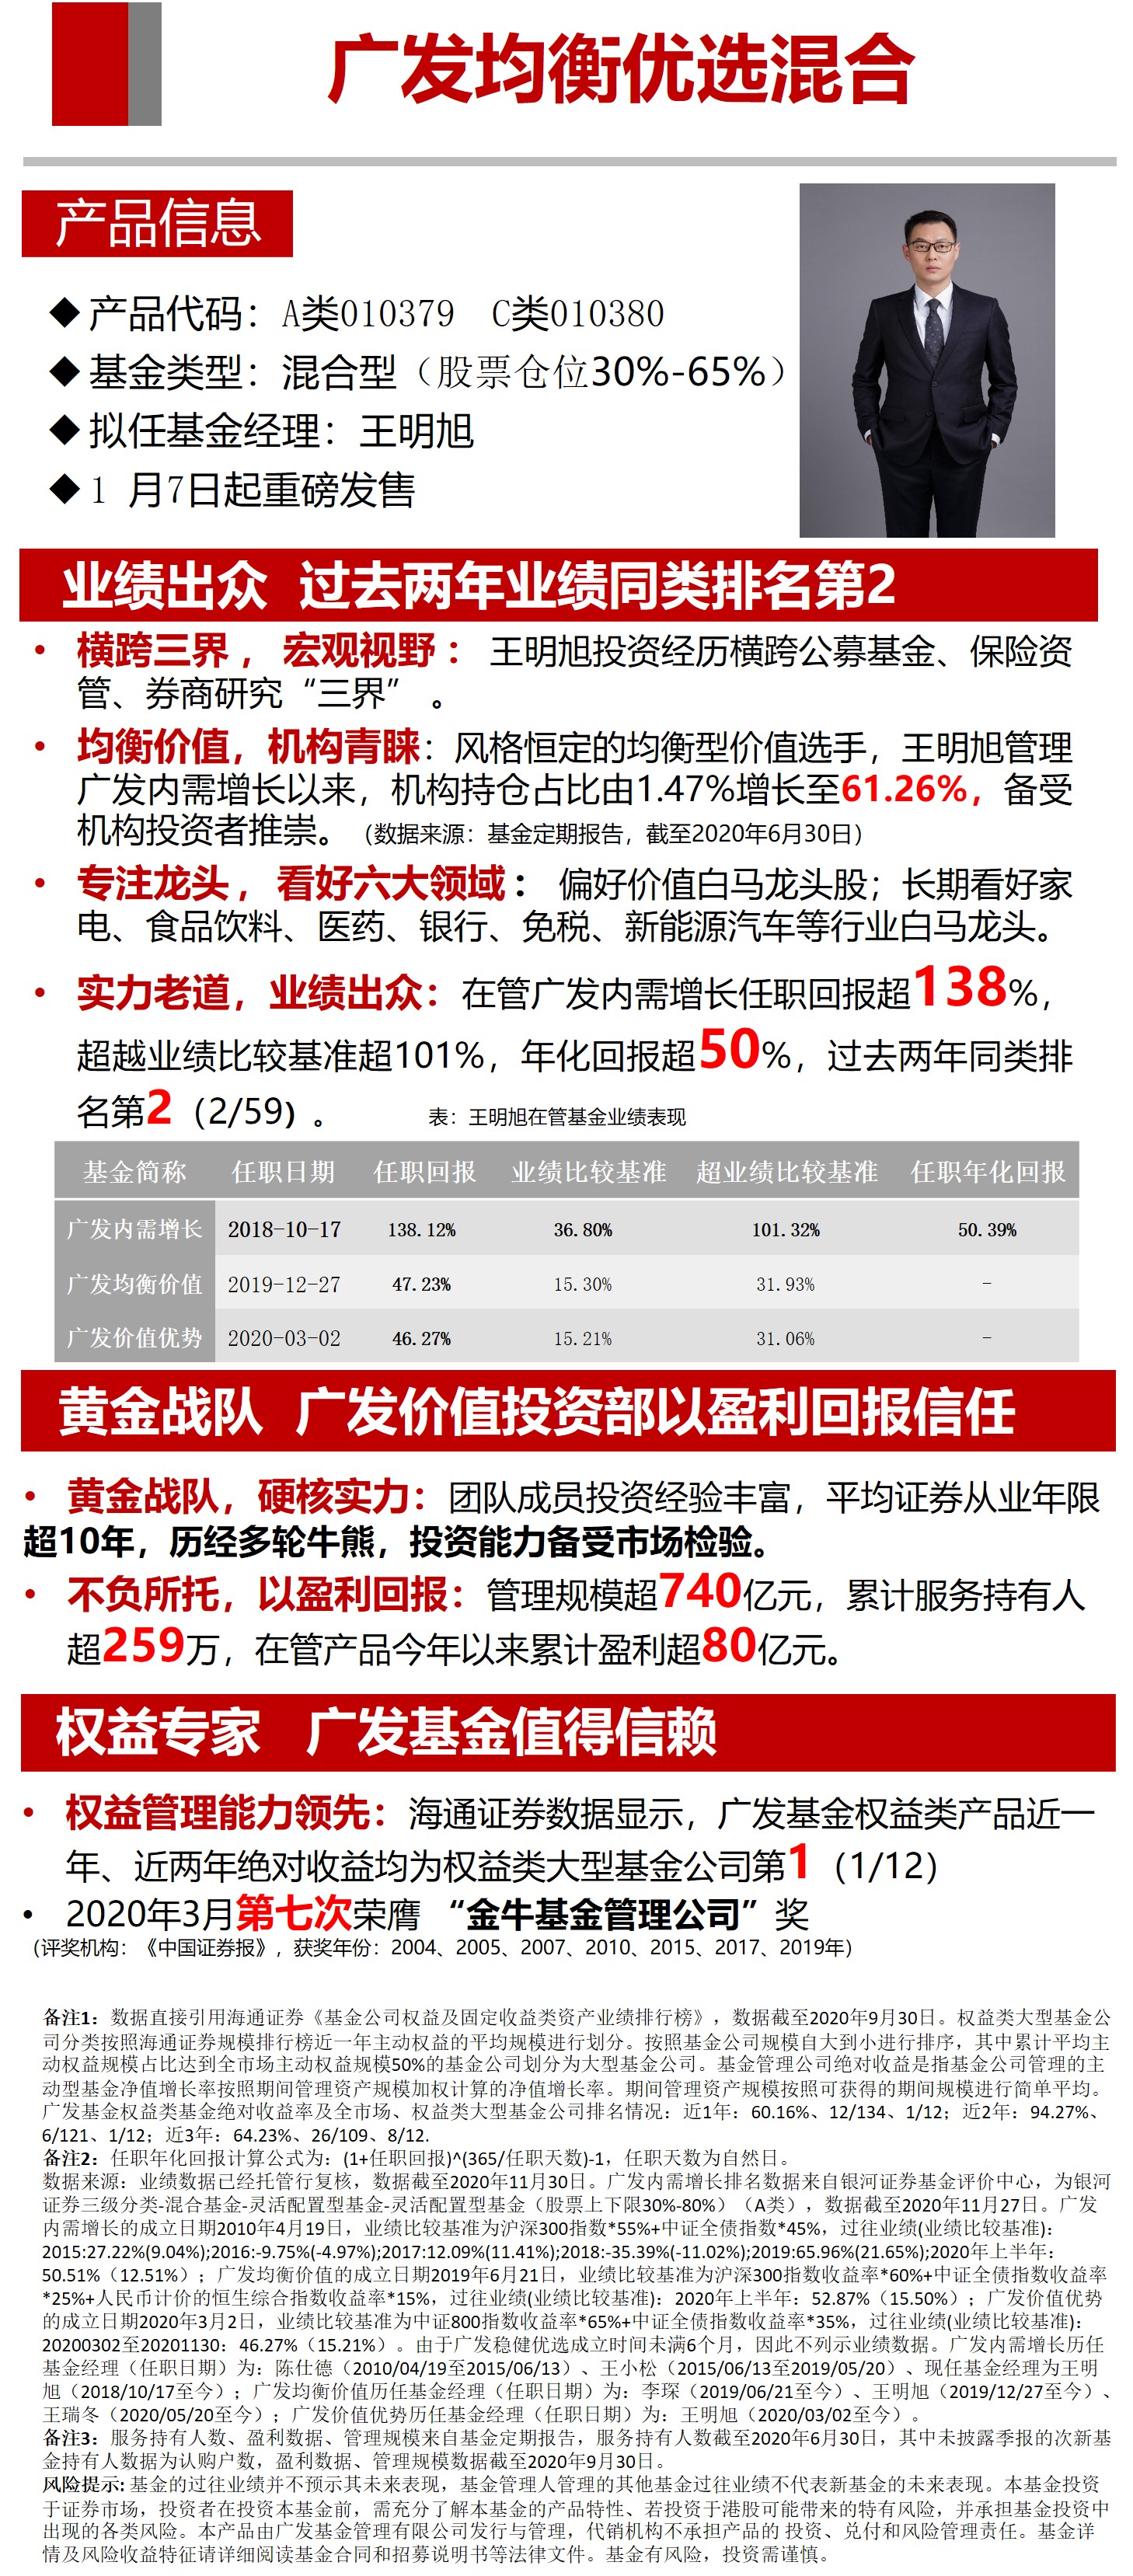 广发均衡优选混合
产品信息
◆产品代码：A类010379 C类010380
◆基金类型：混合型（股票仓位30%-65%）
◆拟任基金经理：王明旭
◆1 月7日起重磅发售
业绩出众 过去两年业绩同类排名第2
• 横跨三界， 宏观视野： 王明旭投资经历横跨公募基金、保险资
管、券商研究“三界” 。
• 均衡价值，机构青睐：风格恒定的均衡型价值选手，王明旭管理
广发内需增长以来，机构持仓占比由1.47%增长至61.26%，备受
机构投资者推崇。（数据来源：基金定期报告，截至2020年6月30日）
• 专注龙头， 看好六大领域： 偏好价值白马龙头股；长期看好家
电、食品饮料、医药、银行、免税、新能源汽车等行业白马龙头。
• 实力老道，业绩出众：在管广发内需增长任职回报超138%，
超越业绩比较基准超101%，年化回报超50%，过去两年同类排
名第2（2/59）。 表：王明旭在管基金业绩表现
基金简称 任职日期 任职回报 业绩比较基准 超业绩比较基准 任职年化回报
广发内需增长 2018-10-17 138.12% 36.80% 101.32% 50.39%
广发均衡价值 2019-12-27 47.23% 15.30% 31.93% -
广发价值优势 2020-03-02 46.27% 15.21% 31.06% -
黄金战队 广发价值投资部以盈利回报信任
• 黄金战队，硬核实力：团队成员投资经验丰富，平均证券从业年限
超10年，历经多轮牛熊，投资能力备受市场检验。
• 不负所托，以盈利回报：管理规模超740亿元，累计服务持有人
超259万，在管产品今年以来累计盈利超80亿元。
权益专家 广发基金值得信赖
• 权益管理能力领先：海通证券数据显示，广发基金权益类产品近一
年、近两年绝对收益均为权益类大型基金公司第1（1/12）
• 2020年3月第七次荣膺 “金牛基金管理公司”奖
（评奖机构：《中国证券报》，获奖年份：2004、2005、2007、2010、2015、2017、2019年）
备注1：数据直接引用海通证券《基金公司权益及固定收益类资产业绩排行榜》，数据截至2020年9月30日。权益类大型基金公
司分类按照海通证券规模排行榜近一年主动权益的平均规模进行划分。按照基金公司规模自大到小进行排序，其中累计平均主
动权益规模占比达到全市场主动权益规模50%的基金公司划分为大型基金公司。基金管理公司绝对收益是指基金公司管理的主
动型基金净值增长率按照期间管理资产规模加权计算的净值增长率。期间管理资产规模按照可获得的期间规模进行简单平均。
广发基金权益类基金绝对收益率及全市场、权益类大型基金公司排名情况：近1年：60.16%、12/134、1/12；近2年：94.27%、
6/121、1/12；近3年：64.23%、26/109、8/12.
备注2：任职年化回报计算公式为：(1+任职回报)^(365/任职天数)-1，任职天数为自然日。
数据来源：业绩数据已经托管行复核，数据截至2020年11月30日。广发内需增长排名数据来自银河证券基金评价中心，为银河
证券三级分类-混合基金-灵活配置型基金-灵活配置型基金（股票上下限30%-80%）（A类），数据截至2020年11月27日。广发
内需增长的成立日期2010年4月19日，业绩比较基准为沪深300指数*55%+中证全债指数*45%，过往业绩(业绩比较基准)：
2015:27.22%(9.04%);2016:-9.75%(-4.97%);2017:12.09%(11.41%);2018:-35.39%(-11.02%);2019:65.96%(21.65%);2020年上半年：
50.51%（12.51%）；广发均衡价值的成立日期2019年6月21日，业绩比较基准为沪深300指数收益率*60%+中证全债指数收益率
*25%+人民币计价的恒生综合指数收益率*15%，过往业绩(业绩比较基准)：2020年上半年：52.87%（15.50%）；广发价值优势
的成立日期2020年3月2日，业绩比较基准为中证800指数收益率*65%+中证全债指数收益率*35%，过往业绩(业绩比较基准)：
20200302至20201130：46.27%（15.21%）。由于广发稳健优选成立时间未满6个月，因此不列示业绩数据。广发内需增长历任
基金经理（任职日期）为：陈仕德（2010/04/19至2015/06/13）、王小松（2015/06/13至2019/05/20）、现任基金经理为王明
旭（2018/10/17至今）；广发均衡价值历任基金经理（任职日期）为：李琛（2019/06/21至今）、王明旭（2019/12/27至今）、
王瑞冬（2020/05/20至今）；广发价值优势历任基金经理（任职日期）为：王明旭（2020/03/02至今）。
备注3：服务持有人数、盈利数据、管理规模来自基金定期报告，服务持有人数截至2020年6月30日，其中未披露季报的次新基
金持有人数据为认购户数，盈利数据、管理规模数据截至2020年9月30日。
风险提示：基金的过往业绩并不预示其未来表现，基金管理人管理的其他基金过往业绩不代表新基金的未来表现。本基金投资
于证券市场，投资者在投资本基金前，需充分了解本基金的产品特性、若投资于港股可能带来的特有风险，并承担基金投资中
出现的各类风险。本产品由广发基金管理有限公司发行与管理，代销机构不承担产品的 投资、兑付和风险管理责任。基金详
情及风险收益特征请详细阅读基金合同和招募说明书等法律文件。基金有风险，投资需谨慎。